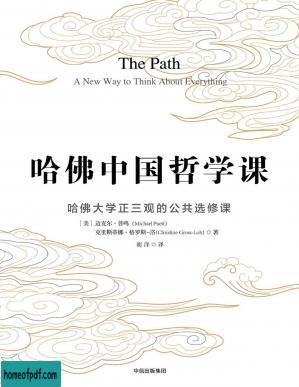 The Path
A New Way to Think About Everything
哈佛中国哲学课
哈佛大学正三观的公共选修课
［美］迈克尔·普鸣（Michael Puett）
克里斯蒂娜·格罗斯-洛（Christine Gross-Loh）著
胡洋 译
中信出版集团
homeofpdf.com